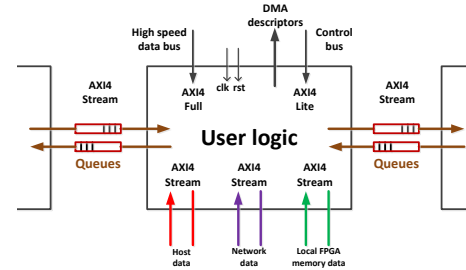 High speed
data bus
DMA
descriptors
Control
bus
clk rst
AXI4
Stream
AXI4
Full
AXI4
Lite
AXI4
Stream
User logic
Queues
Queues
AXI4
Stream
AXI4
Stream
AXI4
Stream
Host
data
Network
data
Local FPGA
memory data